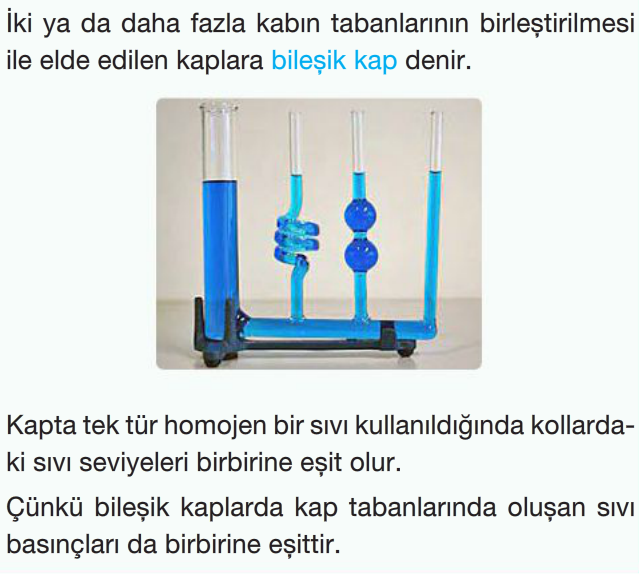 İki ya da daha fazla kabın tabanlarının birleştirilmesi
ile elde edilen kaplara bileşik kap denir.
Kapta tek tür homojen bir sıvı kullanıldığında kollarda-
ki sıvı seviyeleri birbirine eşit olur.
Çünkü bileşik kaplarda kap tabanlarında oluşan sıvı
basınçları da birbirine eşittir.